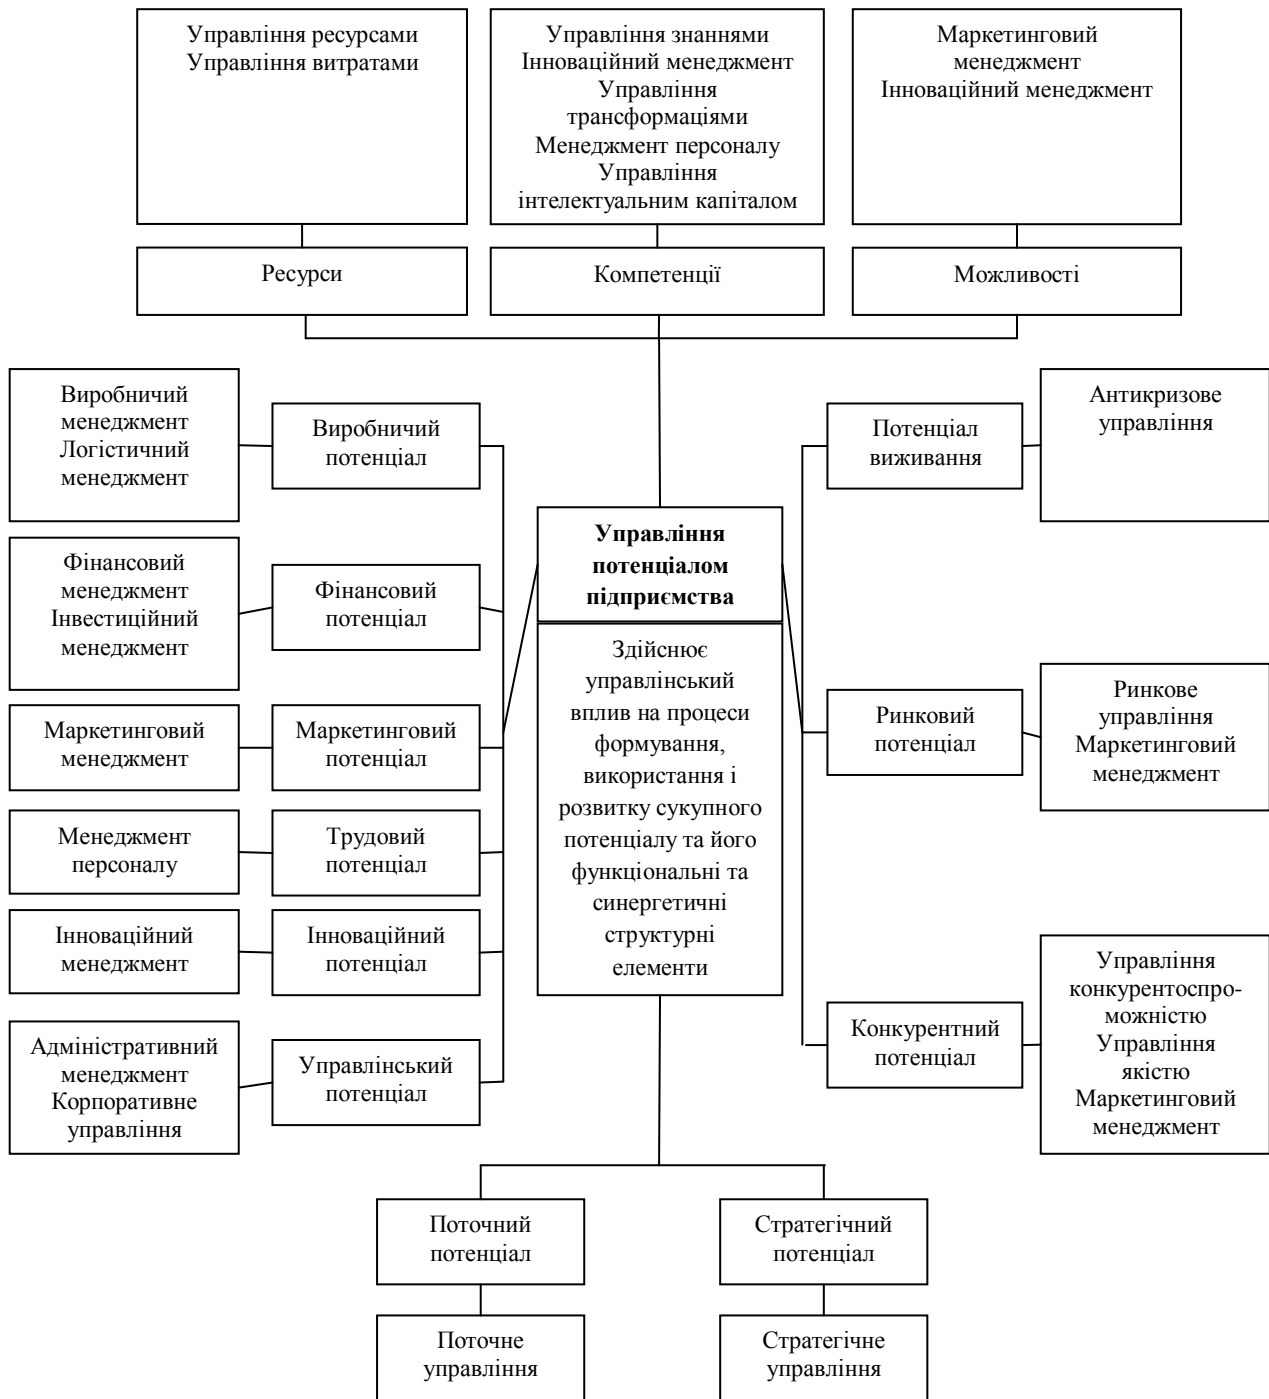 Управління ресурсами
Управління витратами
Управління знаннями
Інноваційний менеджмент
Управління
трансформаціями
Менеджмент персоналу
Управління
інтелектуальним капіталом
Маркетинговий
менеджмент
Інноваційний менеджмент
Ресурси
Компетенції
Можливості
Виробничий
менеджмент
Логістичний
менеджмент
Виробничий
потенціал
Фінансовий
менеджмент
Інвестиційний
менеджмент
Фінансовий
потенціал
Маркетинговий
менеджмент
Маркетинговий
потенціал
Менеджмент
персоналу
Трудовий
потенціал
Інноваційний
менеджмент
Інноваційний
потенціал
Адміністративний
менеджмент
Корпоративне
управління
Управлінський
потенціал
Управління
потенціалом
підприємства
Здійснює
управлінський
вплив на процеси
формування,
використання і
розвитку сукупного
потенціалу та його
функціональні та
синергетичні
структурні
елементи
Потенціал
виживання
Антикризове
управління
Ринковий
потенціал
Ринкове
управління
Маркетинговий
менеджмент
Конкурентний
потенціал
Управління
конкурентоспро-
можністю
Управління
якістю
Маркетинговий
менеджмент
Поточний
потенціал
Стратегічний
потенціал
Поточне
управління
Стратегічне
управління